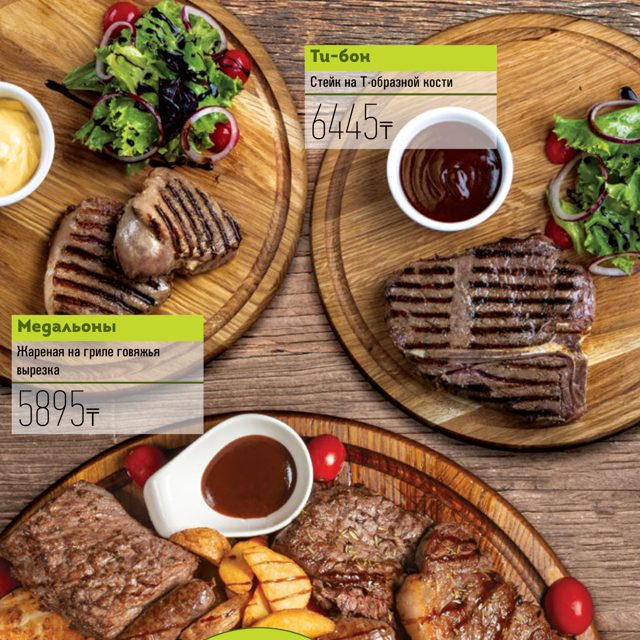 Ти-бон
Стейк на Т-образной кости
6445₸
Медальоны
Жареная на гриле говяжья
вырезка
5895₸